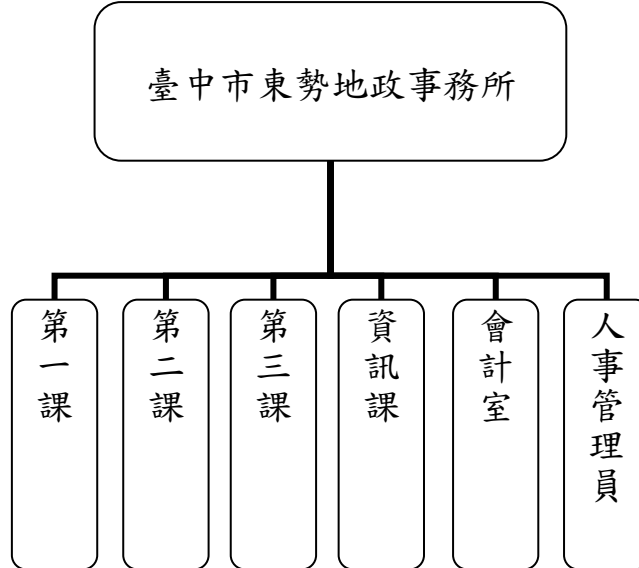 臺中市東勢地政事務所
第一課
第二課
第三課
資訊課
會計室
人事管理員